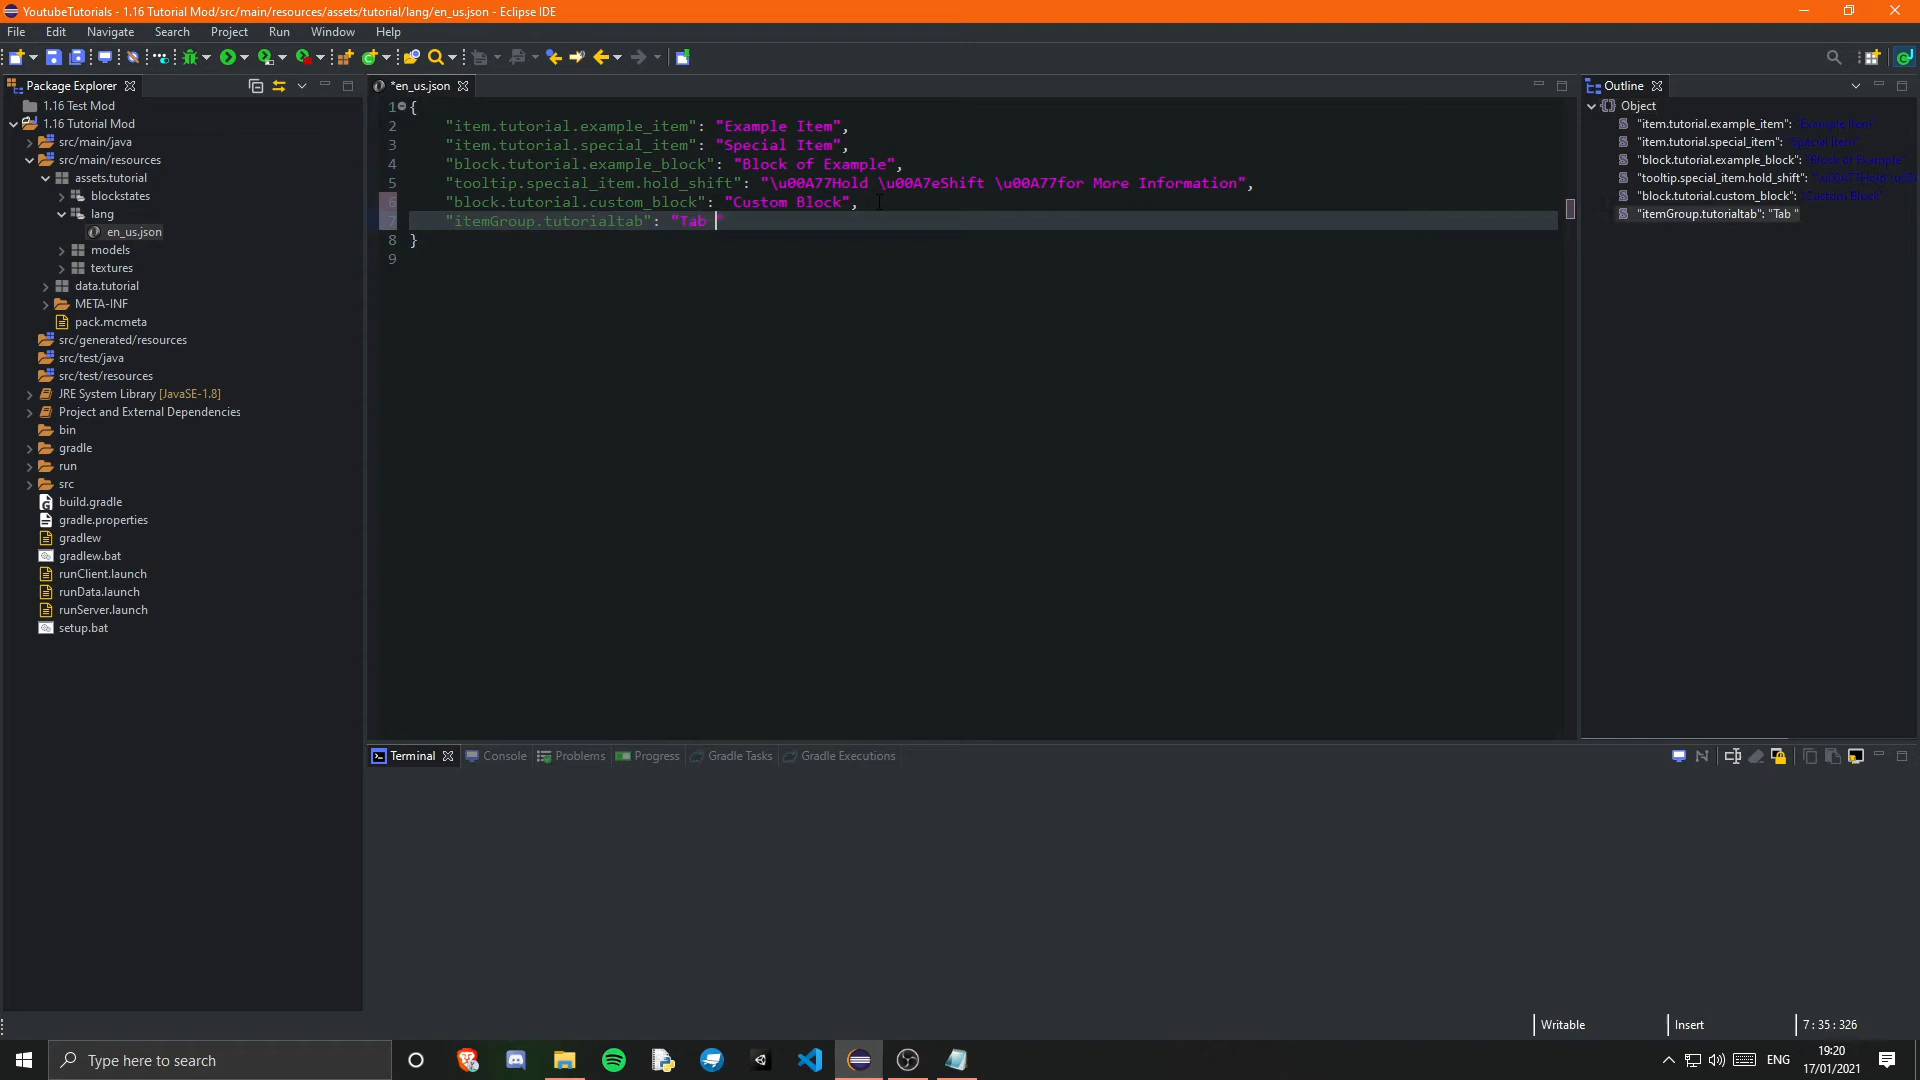 YoutubeTutorials - 1.16 Tutorial Mod/src/main/resources/assets/tutorial/lang/en_us.json - Eclipse IDE
File Edit Navigate Search Project Run Window Help
Package Explorer
1.16 Test Mod
1.16 Tutorial Mod
src/main/java
src/main/resources
assets.tutorial
blockstates
lang
en_us.json
models
textures
data.tutorial
META-INF
pack.mcmeta
src/generated/resources
src/test/java
src/test/resources
JRE System Library [JavaSE-1.8]
Project and External Dependencies
bin
gradle
run
src
build.gradle
gradle.properties
gradlew
gradlew.bat
runClient.launch
runData.launch
runServer.launch
setup.bat
*en_us.json
1 {
2 "item.tutorial.example_item": "Example Item",
3 "item.tutorial.special_item": "Special Item",
4 "block.tutorial.example_block": "Block of Example",
5 "tooltip.special_item.hold_shift": "\u00A77Hold \u00A7eShift \u00A77for More Information",
6 "block.tutorial.custom_block": "Custom Block",
7 "itemGroup.tutorialtab": "Tab "
8 }
9
Outline
Object
"item.tutorial.example_item": "Example Item"
"item.tutorial.special_item": "Special Item"
"block.tutorial.example_block": "Block of Example"
"tooltip.special_item.hold_shift":
"block.tutorial.custom_block": "Custom Block"
"itemGroup.tutorialtab": "Tab "
Terminal Console Problems Progress Gradle Tasks Gradle Executions
Writable Insert 7 : 35 : 326
Type here to search
ENG
19:20
17/01/2021